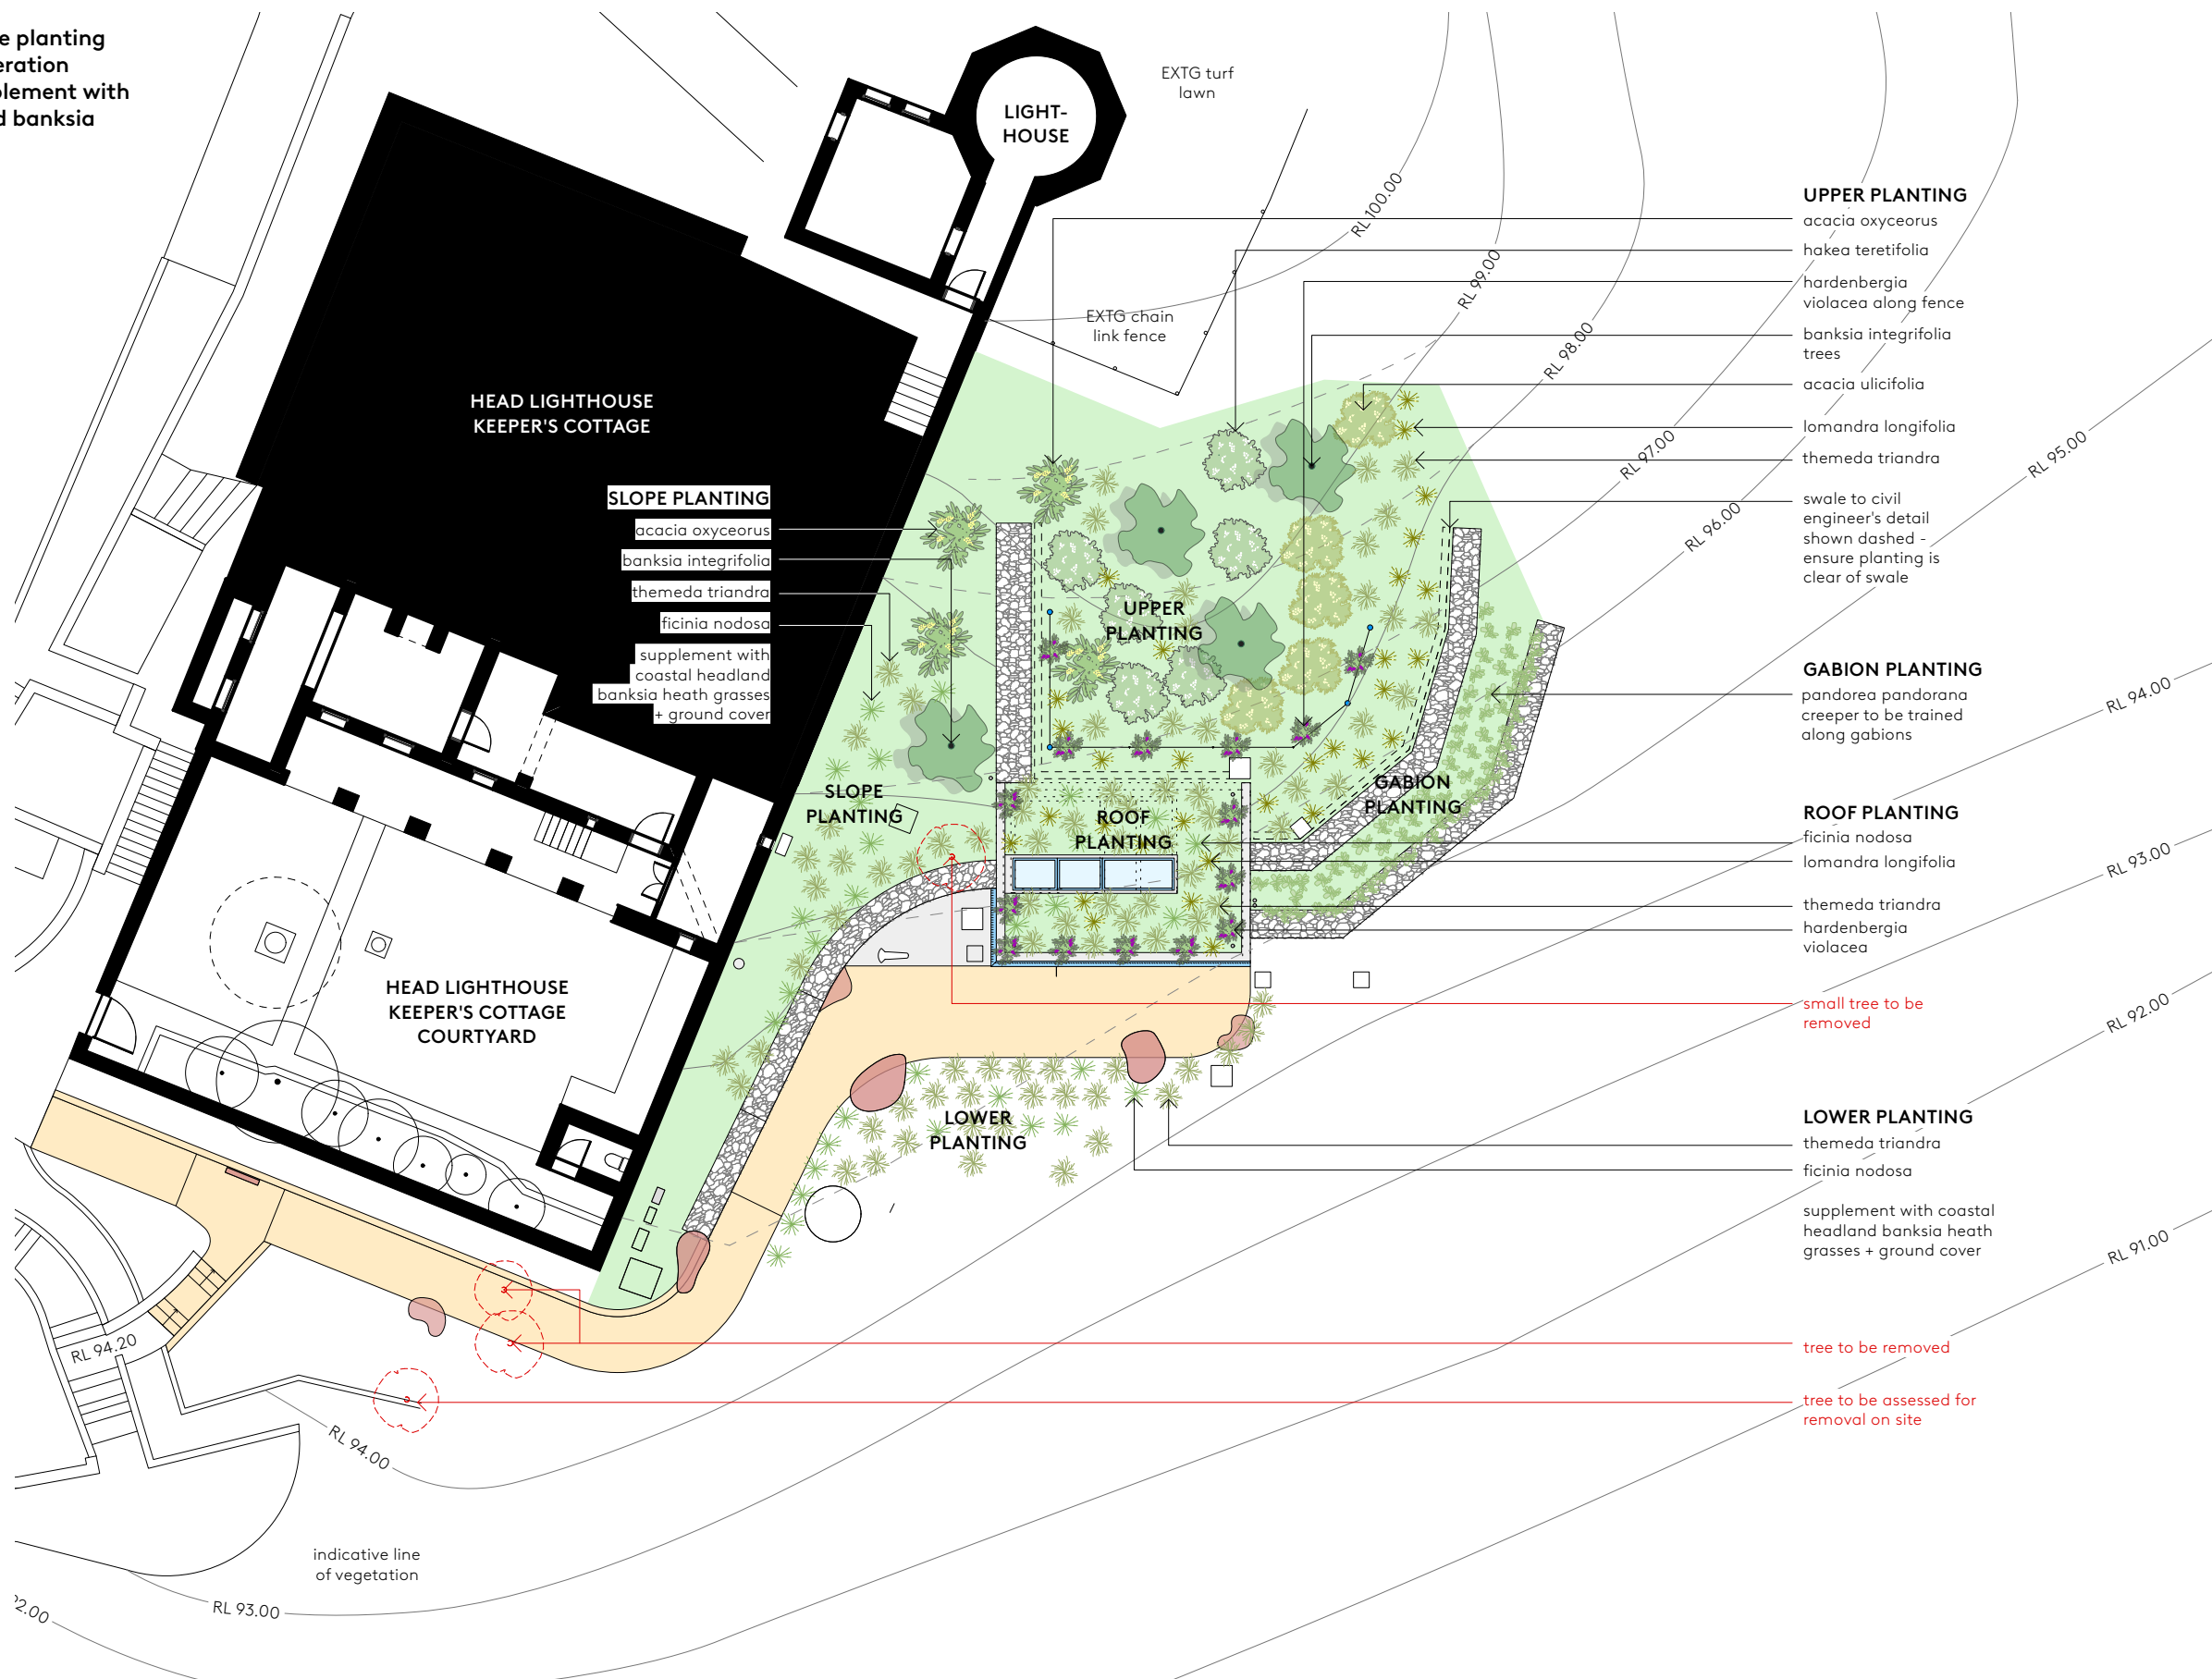 e planting
eration
plement with
d banksia
LIGHT-
HOUSE
EXTG turf
lawn
EXTG chain
link fence
RL 100.00
RL 99.00
RL 98.00
RL 97.00
RL 96.00
RL 95.00
RL 94.00
RL 93.00
RL 92.00
RL 91.00
HEAD LIGHTHOUSE
KEEPER'S COTTAGE
SLOPE PLANTING
acacia oxyceorus
banksia integrifolia
themeda triandra
ficinia nodosa
supplement with
coastal headland
banksia heath grasses
+ ground cover
UPPER
PLANTING
SLOPE
PLANTING
ROOF
PLANTING
GABION
PLANTING
LOWER
PLANTING
HEAD LIGHTHOUSE
KEEPER'S COTTAGE
COURTYARD
UPPER PLANTING
acacia oxyceorus
hakea teretifolia
hardenbergia
violacea along fence
banksia integrifolia
trees
acacia ulicifolia
lomandra longifolia
themeda triandra
swale to civil
engineer's detail
shown dashed -
ensure planting is
clear of swale
GABION PLANTING
pandorea pandorana
creeper to be trained
along gabions
ROOF PLANTING
ficinia nodosa
lomandra longifolia
themeda triandra
hardenbergia
violacea
small tree to be
removed
LOWER PLANTING
themeda triandra
ficinia nodosa
supplement with coastal
headland banksia heath
grasses + ground cover
tree to be removed
tree to be assessed for
removal on site
RL 94.20
RL 94.00
indicative line
of vegetation
RL 93.00
92.00